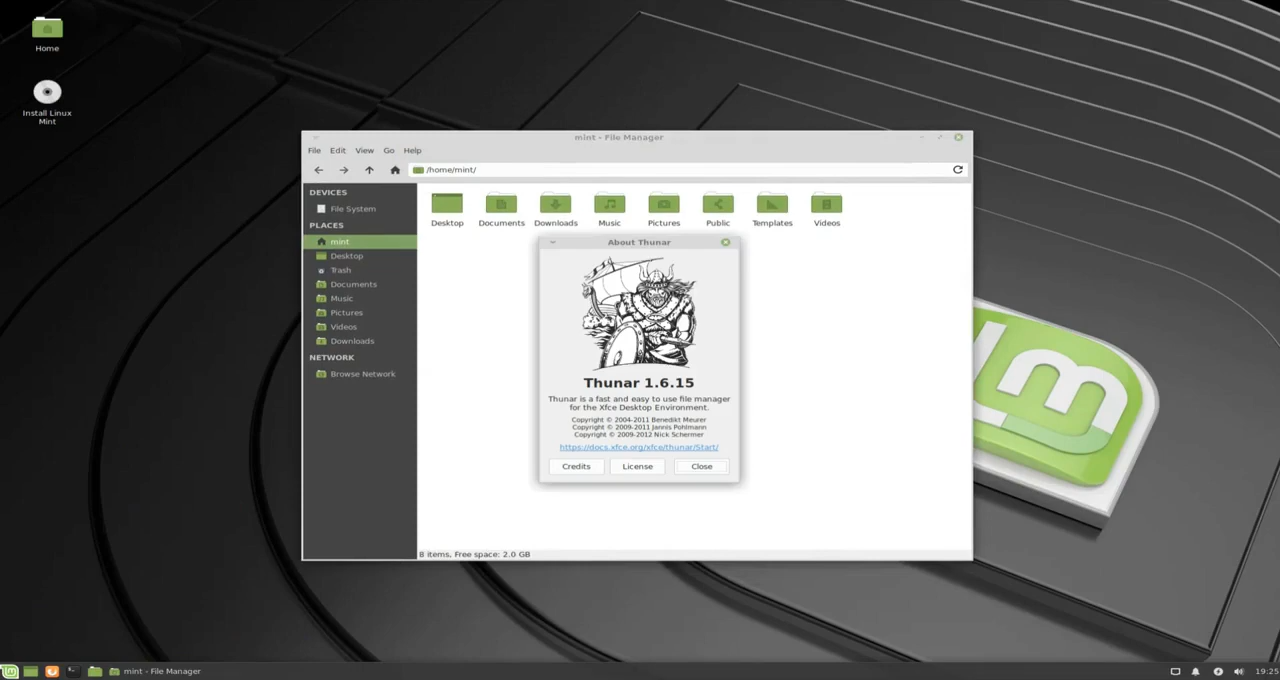 Home
Install Linux
Mint
mint - File Manager
File Edit View Go Help
/home/mint/
DEVICES
File System
PLACES
mint
Desktop
Trash
Documents
Music
Pictures
Videos
Downloads
NETWORK
Browse Network
Desktop Documents Downloads Music Pictures Public Templates Videos
About Thunar
Thunar 1.6.15
Thunar is a fast and easy to use file manager
for the Xfce Desktop Environment.
Copyright © 2004-2011 Benedikt Meurer
Copyright © 2009-2011 Jannis Pohlmann
Copyright © 2009-2012 Nick Schermer
https://docs.xfce.org/xfce/thunar/Start/
Credits License Close
8 items, Free space: 2.0 GB
mint - File Manager
19:25